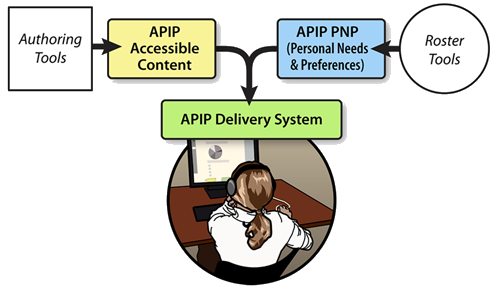 Authoring
Tools
APIP
Accessible
Content
APIP PNP
(Personal Needs
& Preferences)
Roster
Tools
APIP Delivery System